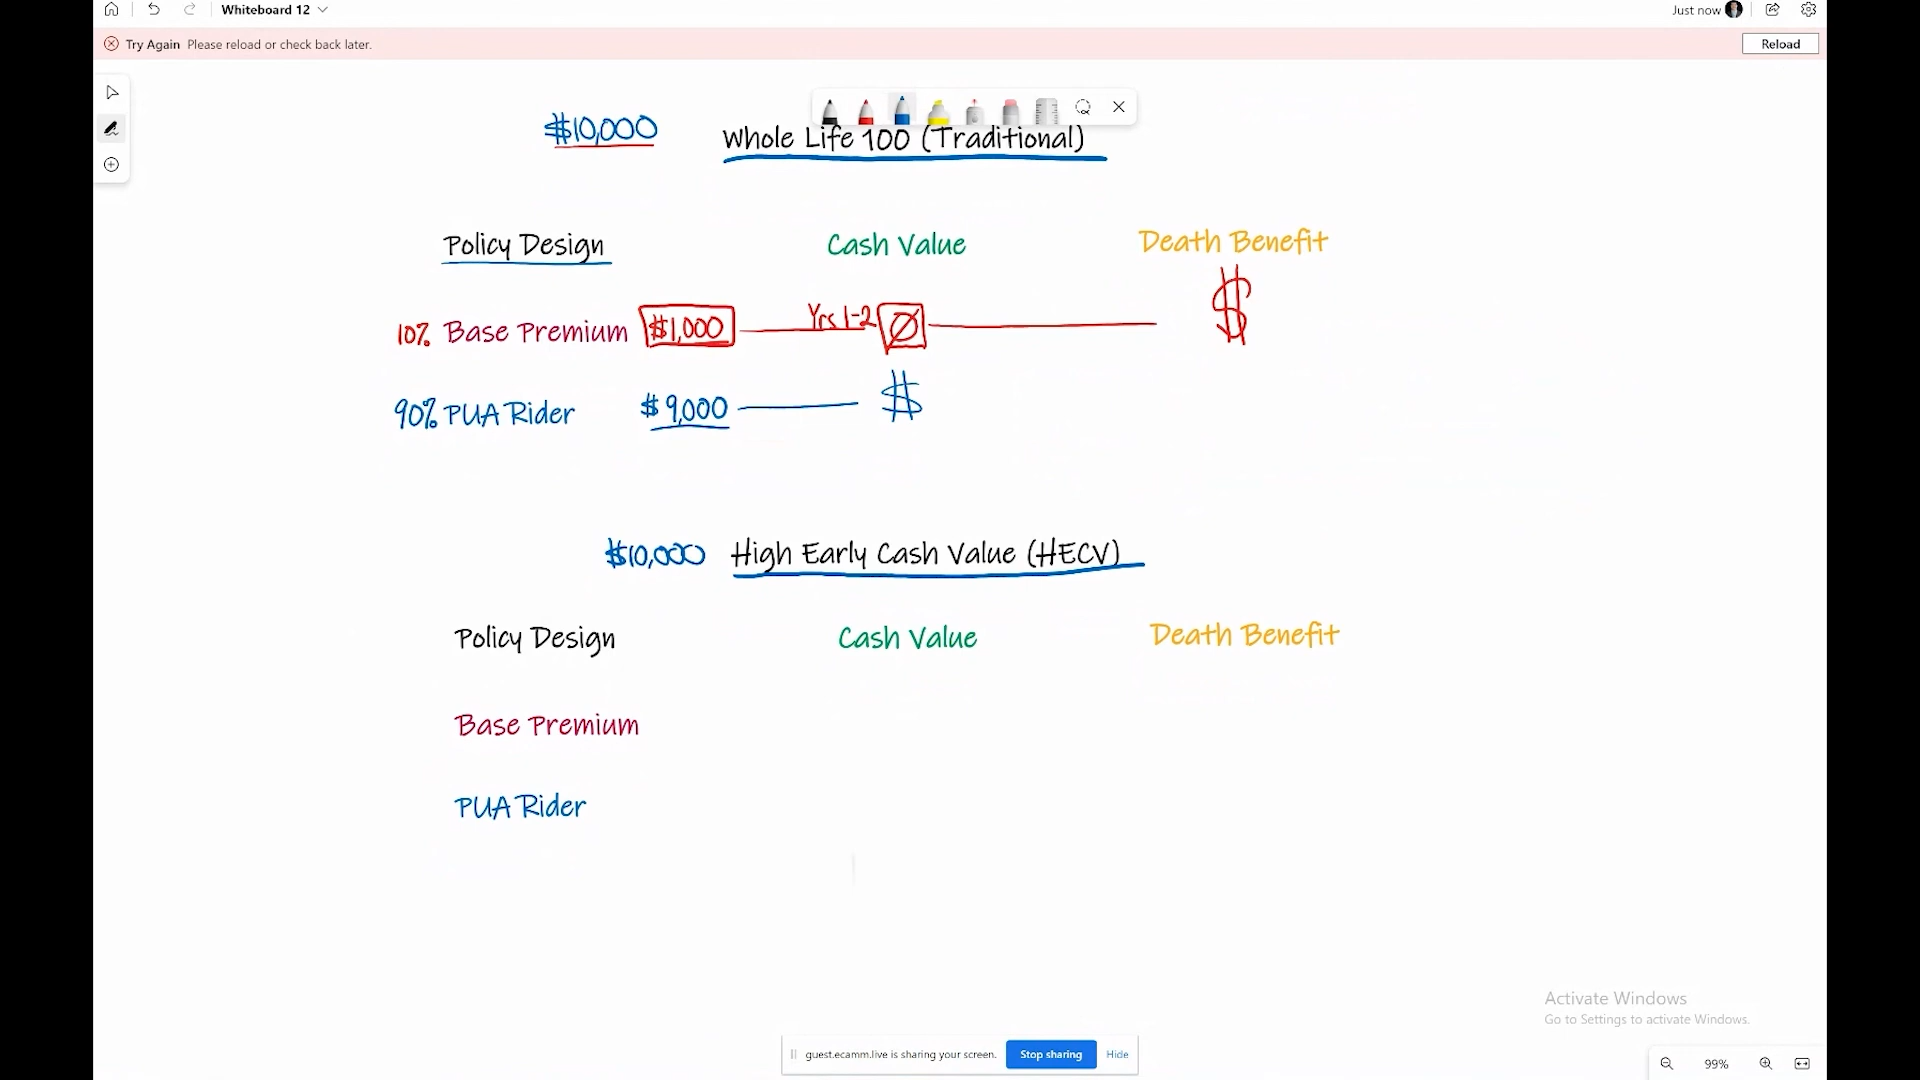 Whiteboard 12
Just now
Try Again Please reload or check back later.
Reload
$10,000 Whole Life 100 (Traditional)
Policy Design Cash Value Death Benefit
10% Base Premium $1,000 Yrs 1-2 Ø $
90% PUA Rider $9,000 $
$10,000 High Early Cash Value (HECV)
Policy Design Cash Value Death Benefit
Base Premium
PUA Rider
Activate Windows
Go to Settings to activate Windows.
guest.ecamm.live is sharing your screen. Stop sharing Hide
99%